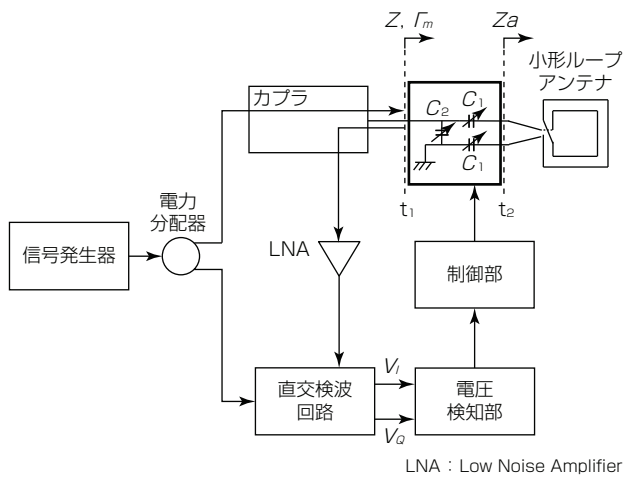 Z, Γm
Za
小形ループ
アンテナ
カプラ
C2
C1
C1
t1
t2
電力
分配器
信号発生器
LNA
制御部
直交検波
回路
VI
VQ
電圧
検知部
LNA : Low Noise Amplifier